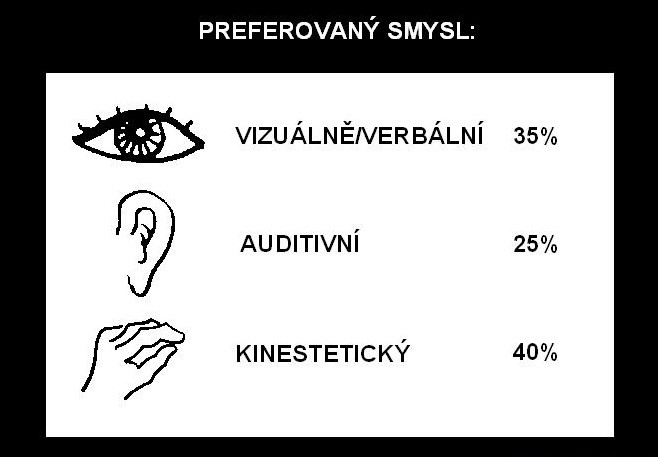 PREFEROVANÝ SMYSL:
VIZUÁLNĚ/VERBÁLNÍ 35%
AUDITIVNÍ 25%
KINESTETICKÝ 40%